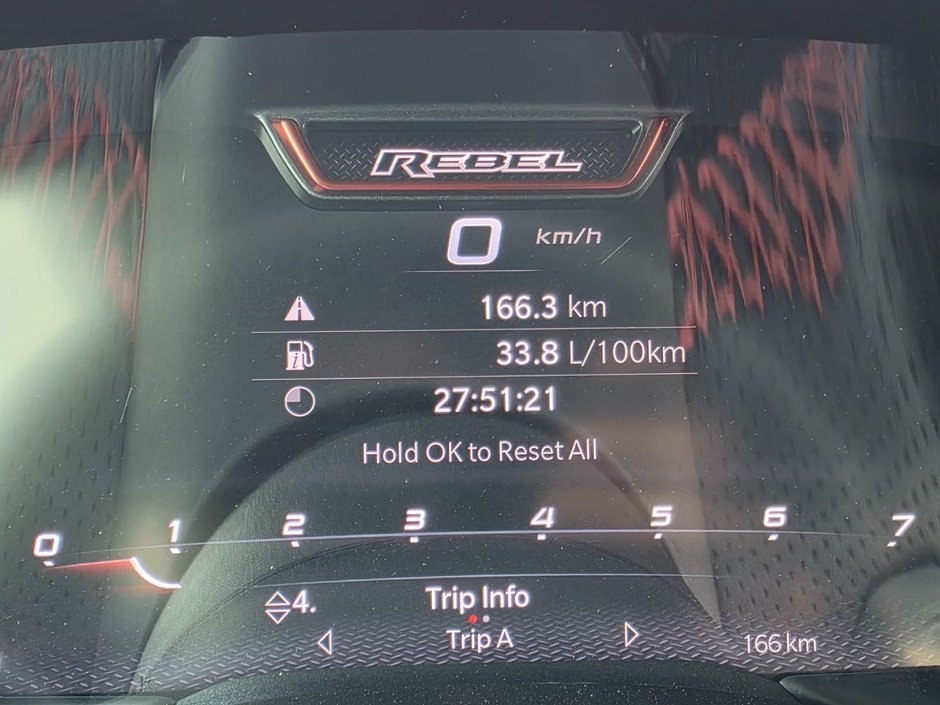 REBEL
0 km/h
166.3 km
33.8 L/100km
27:51:21
Hold OK to Reset All
0 1 2 3 4 5 6 7
4. Trip Info
Trip A
166 km